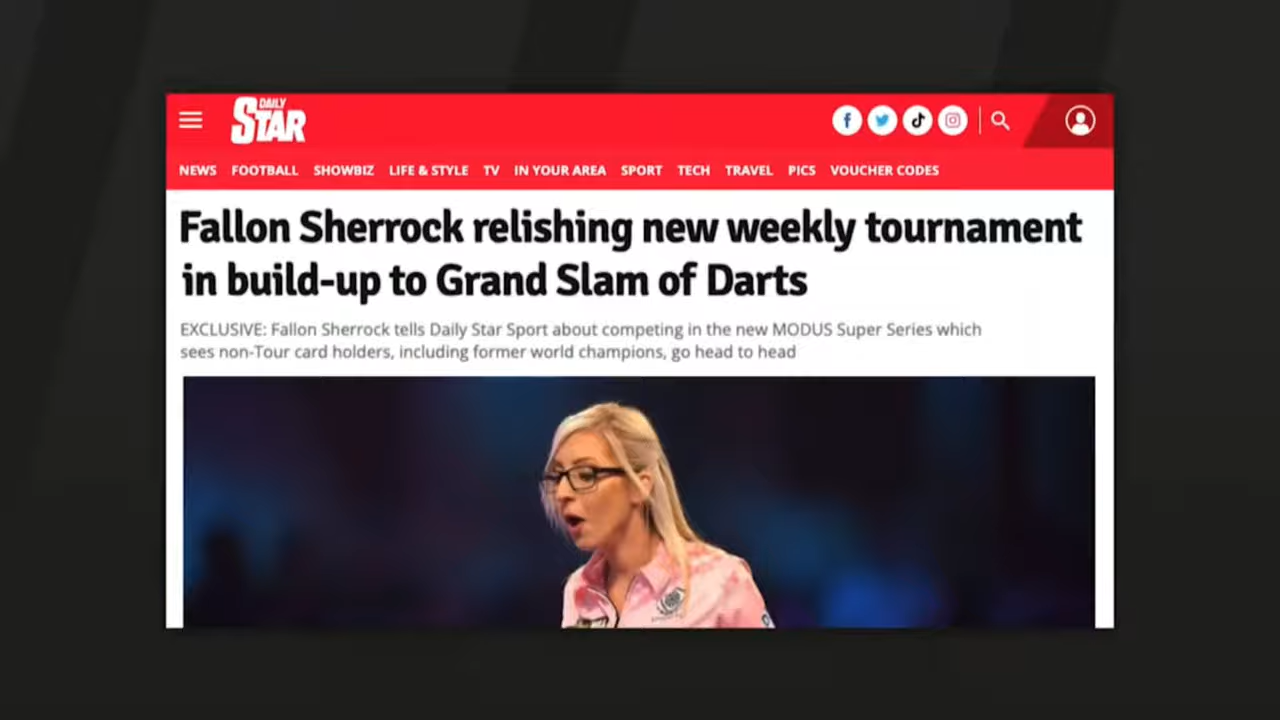 DAILY
STAR
NEWS FOOTBALL SHOWBIZ LIFE & STYLE TV IN YOUR AREA SPORT TECH TRAVEL PICS VOUCHER CODES
Fallon Sherrock relishing new weekly tournament
in build-up to Grand Slam of Darts
EXCLUSIVE: Fallon Sherrock tells Daily Star Sport about competing in the new MODUS Super Series which
sees non-Tour card holders, including former world champions, go head to head